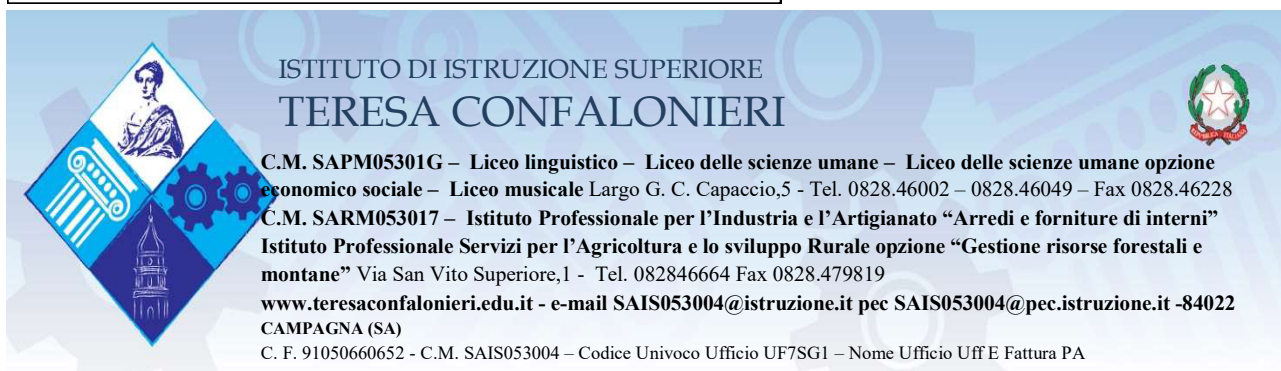 ISTITUTO DI ISTRUZIONE SUPERIORE
TERESA CONFALONIERI
C.M. SAPM05301G – Liceo linguistico – Liceo delle scienze umane – Liceo delle scienze umane opzione
economico sociale – Liceo musicale Largo G. C. Capaccio,5 - Tel. 0828.46002 – 0828.46049 – Fax 0828.46228
C.M. SARM053017 – Istituto Professionale per l’Industria e l’Artigianato “Arredi e forniture di interni”
Istituto Professionale Servizi per l’Agricoltura e lo sviluppo Rurale opzione “Gestione risorse forestali e
montane” Via San Vito Superiore,1 - Tel. 082846664 Fax 0828.479819
www.teresaconfalonieri.edu.it - e-mail SAIS053004@istruzione.it pec SAIS053004@pec.istruzione.it -84022
CAMPAGNA (SA)
C. F. 91050660652 - C.M. SAIS053004 – Codice Univoco Ufficio UF7SG1 – Nome Ufficio Uff E Fattura PA